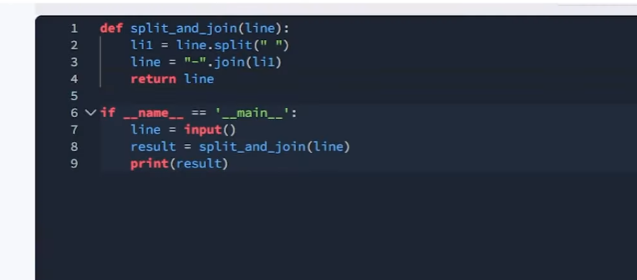 1 def split_and_join(line):
2     li1 = line.split(" ")
3     line = "-".join(li1)
4     return line
5
6 if __name__ == '__main__':
7     line = input()
8     result = split_and_join(line)
9     print(result)